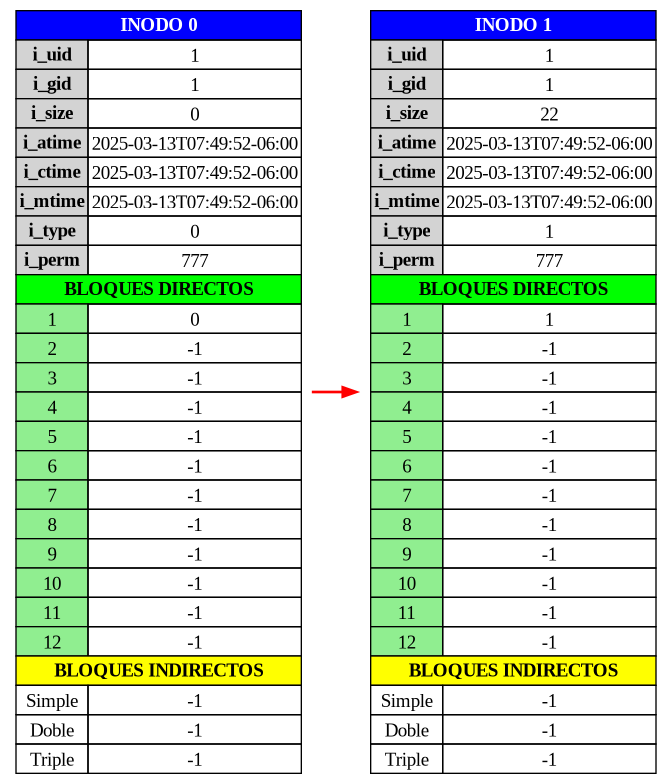 INODO 0
i_uid 1
i_gid 1
i_size 0
i_atime 2025-03-13T07:49:52-06:00
i_ctime 2025-03-13T07:49:52-06:00
i_mtime 2025-03-13T07:49:52-06:00
i_type 0
i_perm 777
BLOQUES DIRECTOS
1 0
2 -1
3 -1
4 -1
5 -1
6 -1
7 -1
8 -1
9 -1
10 -1
11 -1
12 -1
BLOQUES INDIRECTOS
Simple -1
Doble -1
Triple -1
INODO 1
i_uid 1
i_gid 1
i_size 22
i_atime 2025-03-13T07:49:52-06:00
i_ctime 2025-03-13T07:49:52-06:00
i_mtime 2025-03-13T07:49:52-06:00
i_type 1
i_perm 777
BLOQUES DIRECTOS
1 1
2 -1
3 -1
4 -1
5 -1
6 -1
7 -1
8 -1
9 -1
10 -1
11 -1
12 -1
BLOQUES INDIRECTOS
Simple -1
Doble -1
Triple -1